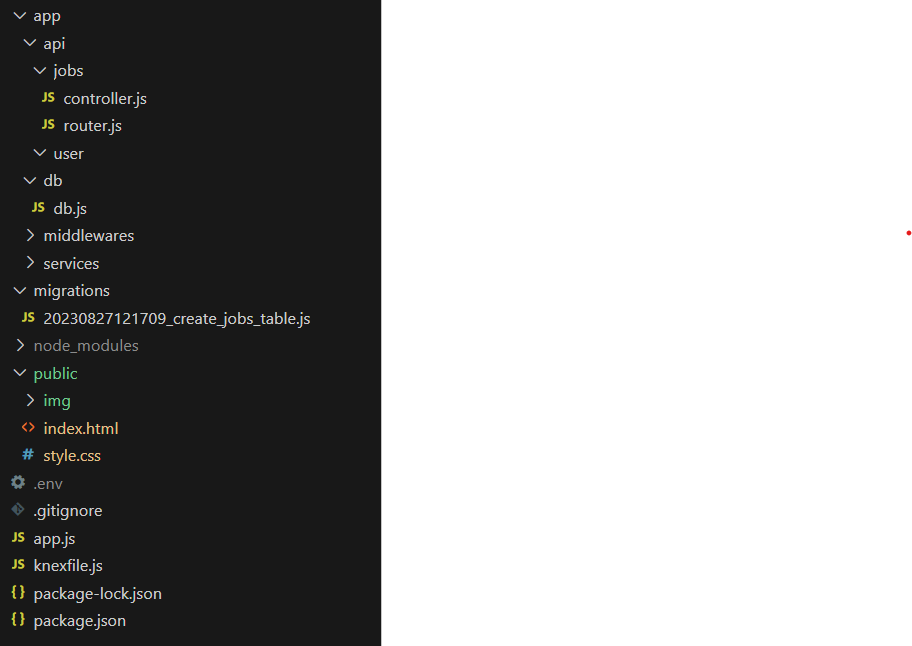 app
api
jobs
JS controller.js
JS router.js
user
db
JS db.js
middlewares
services
migrations
JS 20230827121709_create_jobs_table.js
node_modules
public
img
<> index.html
# style.css
.env
.gitignore
JS app.js
JS knexfile.js
{} package-lock.json
{} package.json